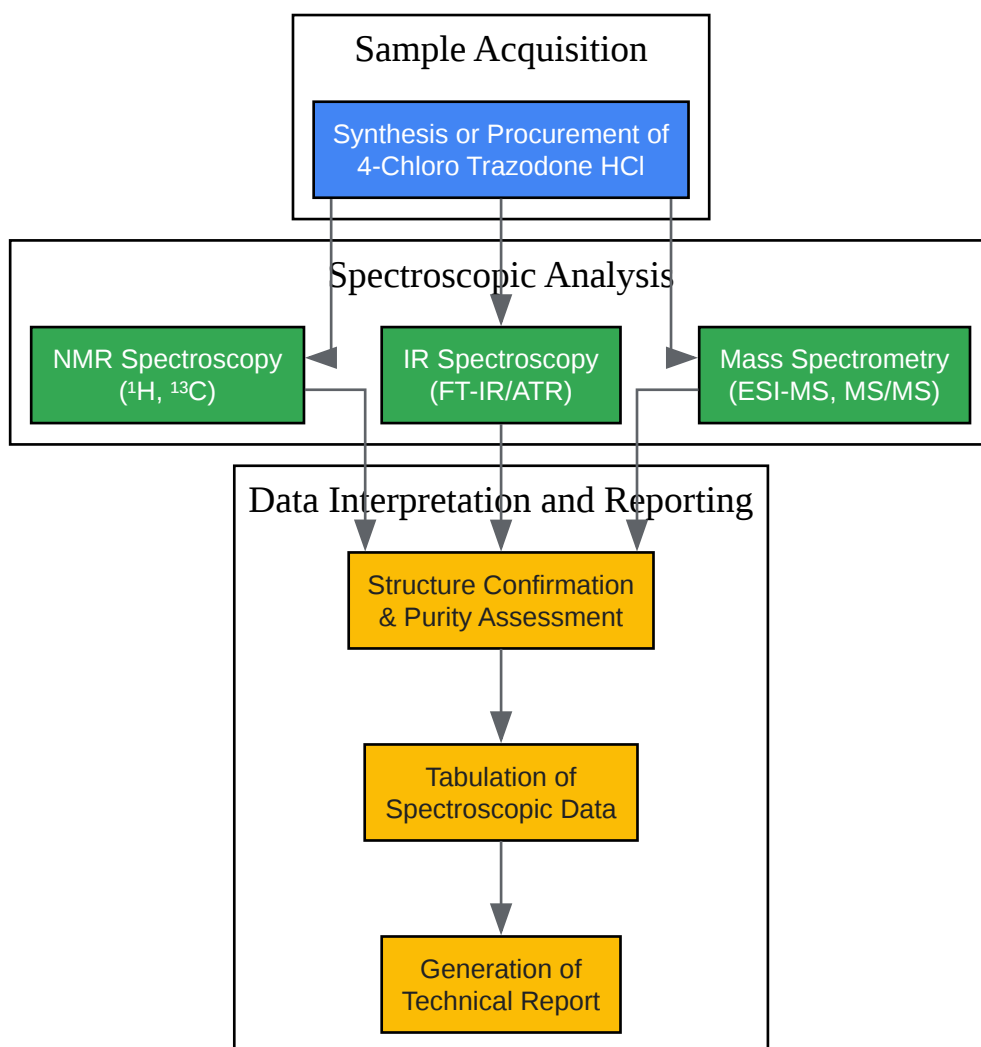 Sample Acquisition
Synthesis or Procurement of
4-Chloro Trazodone HCl
Spectroscopic Analysis
NMR Spectroscopy
(¹H, ¹³C)
IR Spectroscopy
(FT-IR/ATR)
Mass Spectrometry
(ESI-MS, MS/MS)
Data Interpretation and Reporting
Structure Confirmation
& Purity Assessment
Tabulation of
Spectroscopic Data
Generation of
Technical Report